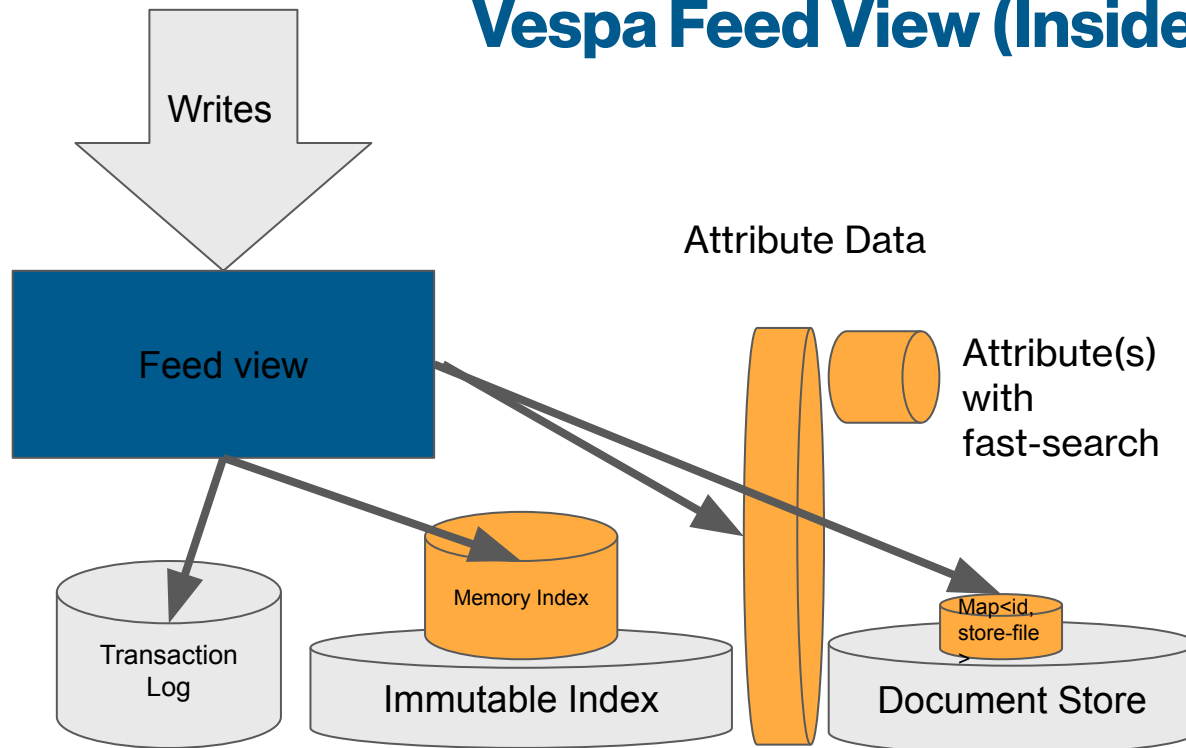 Vespa Feed View (Inside
Writes
Attribute Data
Feed view
Attribute(s)
with
fast-search
Memory Index
Map<id,
store-file
>
Transaction
Log
Immutable Index
Document Store